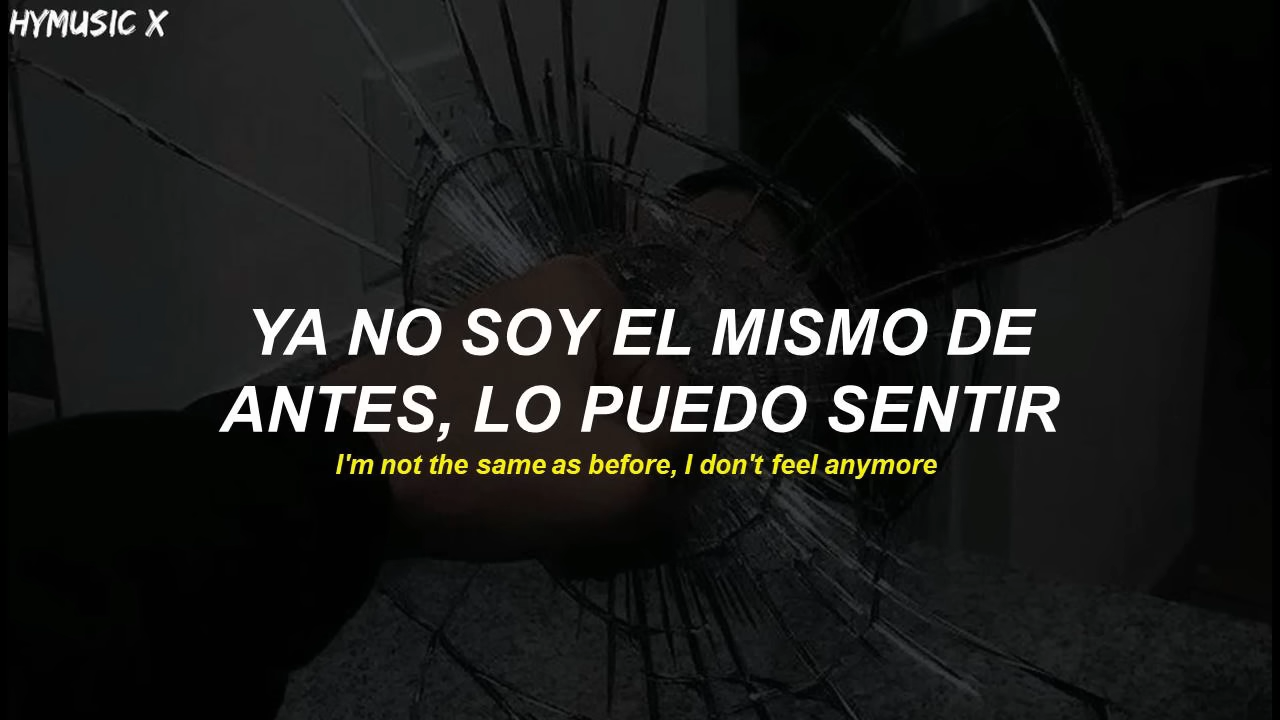 HYMUSIC X
YA NO SOY EL MISMO DE
ANTES, LO PUEDO SENTIR
I'm not the same as before, I don't feel anymore